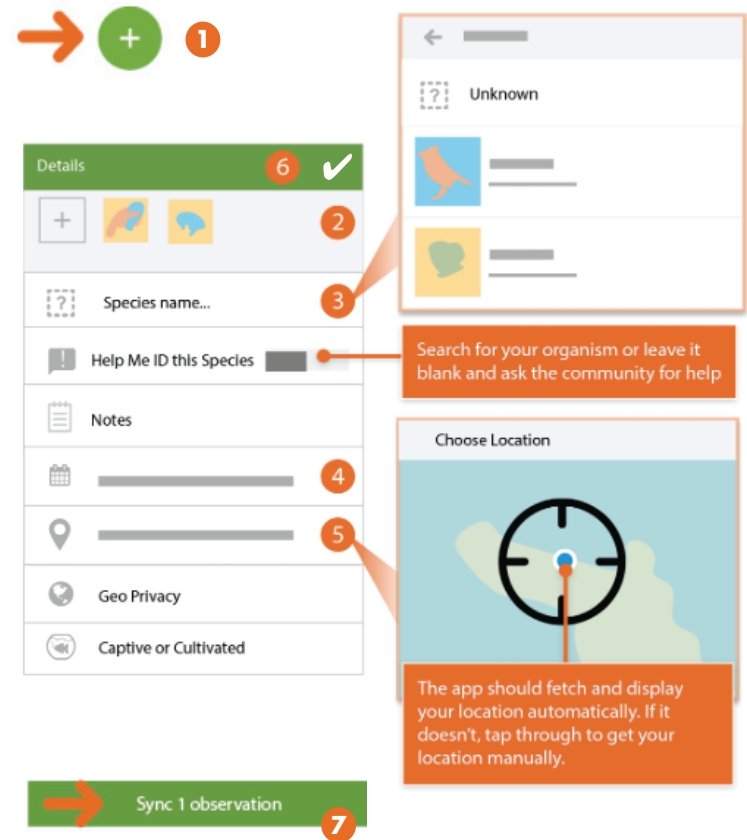 1
Details 6
2
Species name... 3
Help Me ID this Species
Notes
4
5
Geo Privacy
Captive or Cultivated
Sync 1 observation
7
Unknown
Search for your organism or leave it
blank and ask the community for help
Choose Location
The app should fetch and display
your location automatically. If it
doesn't, tap through to get your
location manually.